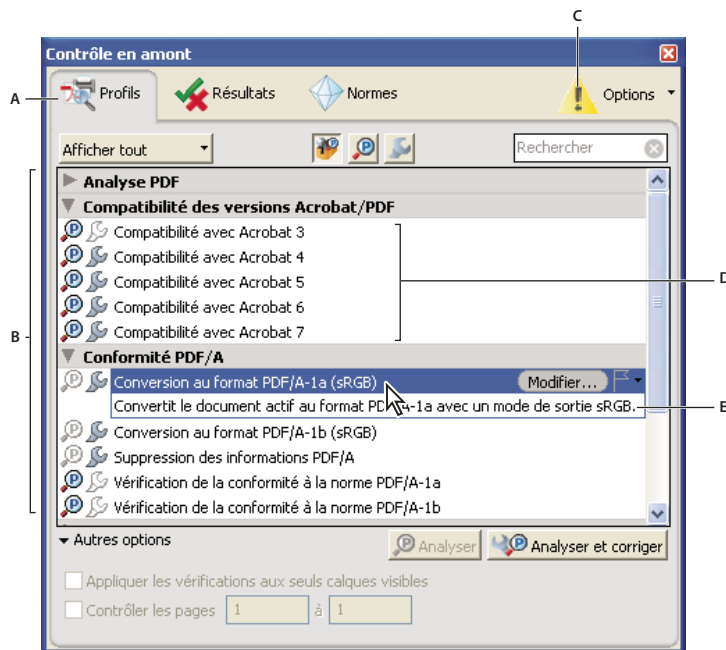 C
Contrôle en amont
A
Profils
Résultats
Normes
Options
Afficher tout
Rechercher
Analyse PDF
Compatibilité des versions Acrobat/PDF
Compatibilité avec Acrobat 3
Compatibilité avec Acrobat 4
Compatibilité avec Acrobat 5
D
Compatibilité avec Acrobat 6
Compatibilité avec Acrobat 7
B
Conformité PDF/A
Conversion au format PDF/A-1a (sRGB)
Modifier...
Convertit le document actif au format PDF/A-1a avec un mode de sortie sRGB.
E
Conversion au format PDF/A-1b (sRGB)
Suppression des informations PDF/A
Vérification de la conformité à la norme PDF/A-1a
Vérification de la conformité à la norme PDF/A-1b
Autres options
Analyser
Analyser et corriger
Appliquer les vérifications aux seuls calques visibles
Contrôler les pages 1 à 1